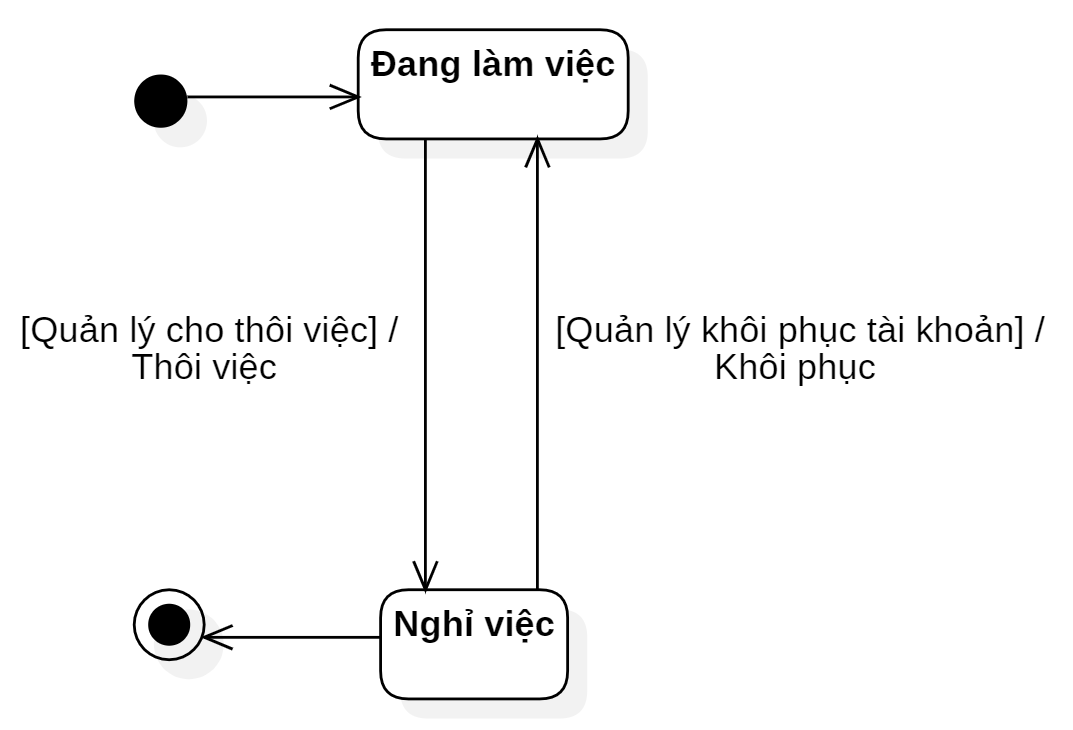 Đang làm việc
[Quản lý cho thôi việc] /
Thôi việc
[Quản lý khôi phục tài khoản] /
Khôi phục
Nghỉ việc